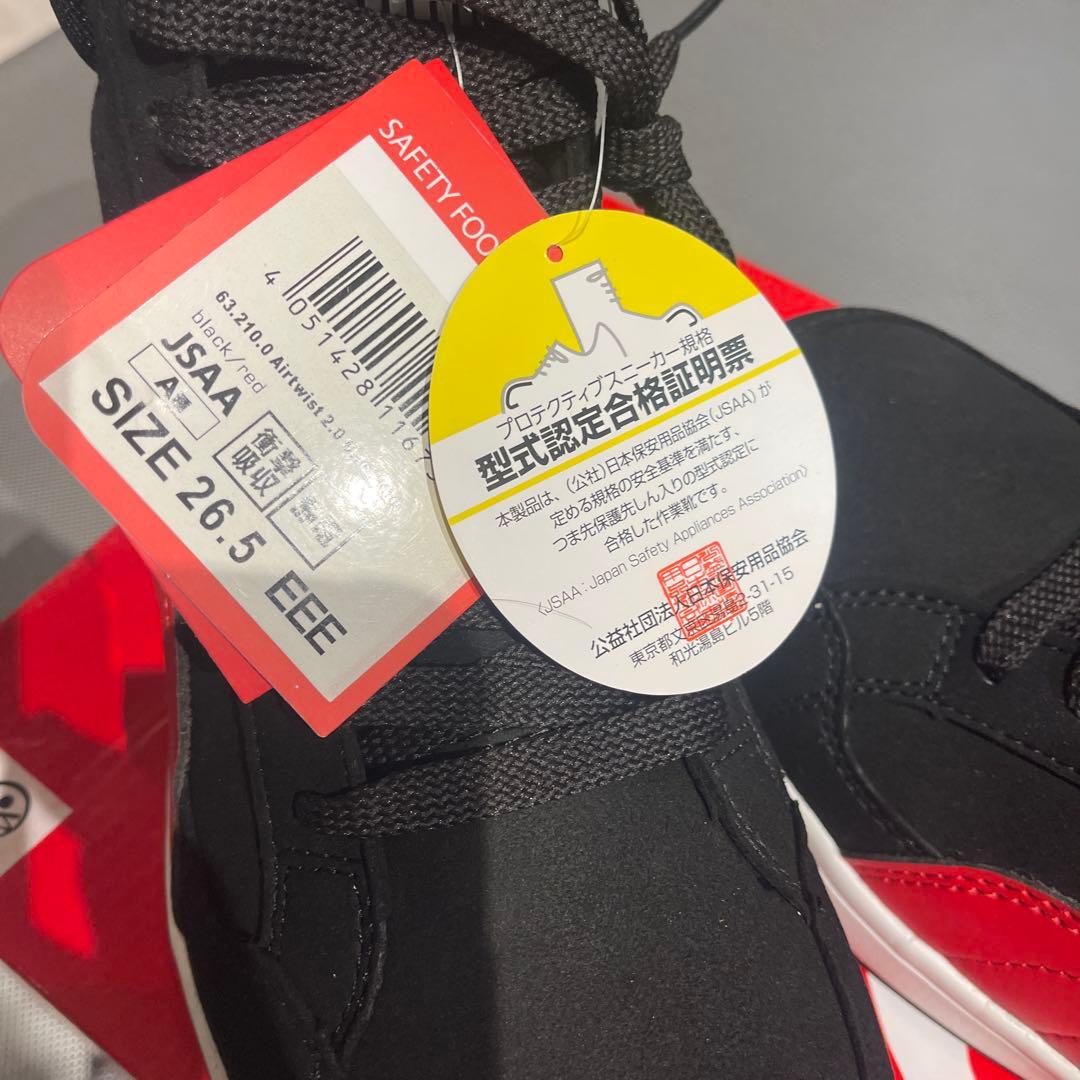 SAFETY FOO
4 051428 1167
63.210.0 Airtwist 2.0
black/red
JSAA
A種
衝撃
吸収
SIZE 26.5 EEE
プロテクティブスニーカー規格
型式認定合格証明票
本製品は、(公社)日本保安用品協会(JSAA)が
定める規格の安全基準を満たす、
つま先保護先しん入りの型式認定に
合格した作業靴です。
〈JSAA：Japan Safety Appliances Association〉
公益社団法人日本保安用品協会
東京都文京区湯島2-31-15
和光湯島ビル5階